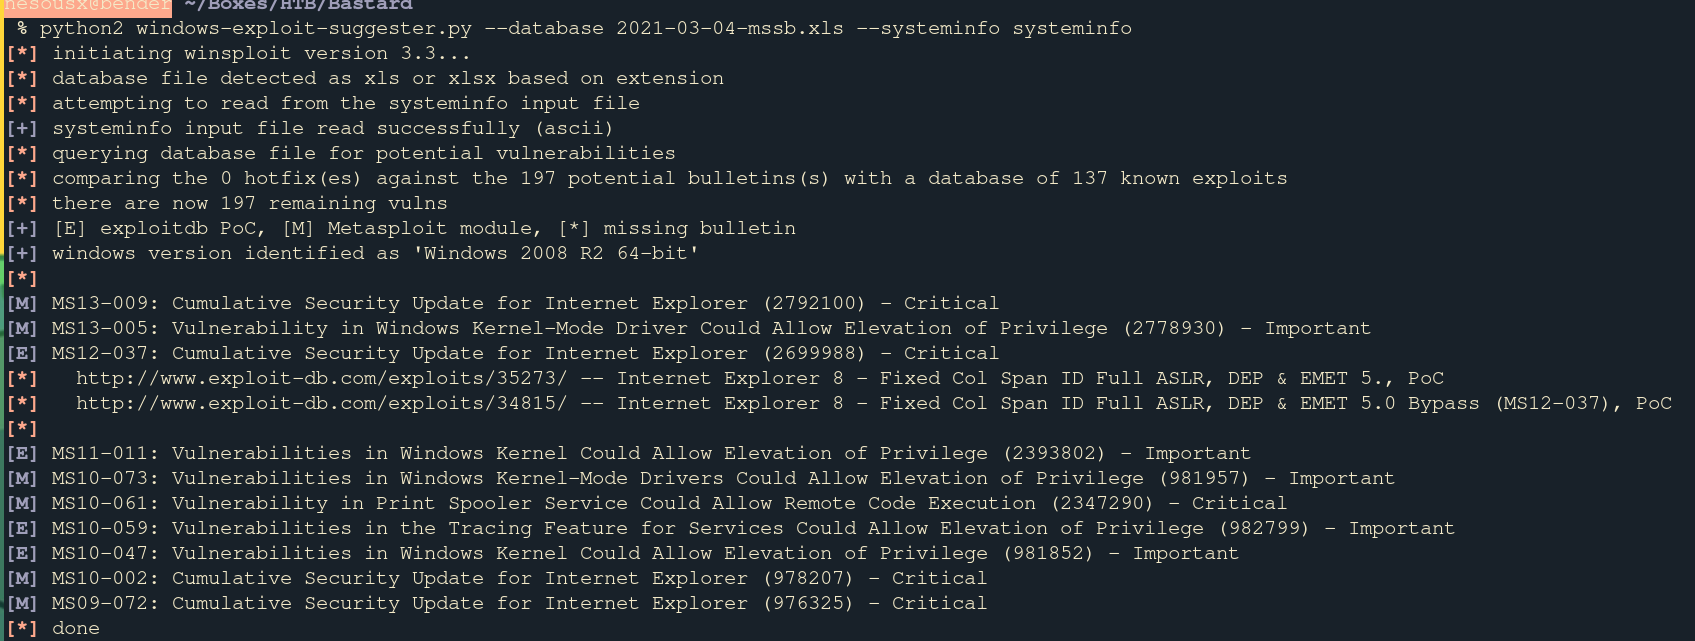 nesousx@bender ~/Boxes/HTB/Bastard
% python2 windows-exploit-suggester.py --database 2021-03-04-mssb.xls --systeminfo systeminfo
[*] initiating winsploit version 3.3...
[*] database file detected as xls or xlsx based on extension
[*] attempting to read from the systeminfo input file
[+] systeminfo input file read successfully (ascii)
[*] querying database file for potential vulnerabilities
[*] comparing the 0 hotfix(es) against the 197 potential bulletins(s) with a database of 137 known exploits
[*] there are now 197 remaining vulns
[+] [E] exploitdb PoC, [M] Metasploit module, [*] missing bulletin
[+] windows version identified as 'Windows 2008 R2 64-bit'
[*]
[M] MS13-009: Cumulative Security Update for Internet Explorer (2792100) - Critical
[M] MS13-005: Vulnerability in Windows Kernel-Mode Driver Could Allow Elevation of Privilege (2778930) - Important
[E] MS12-037: Cumulative Security Update for Internet Explorer (2699988) - Critical
[*]   http://www.exploit-db.com/exploits/35273/ -- Internet Explorer 8 - Fixed Col Span ID Full ASLR, DEP & EMET 5., PoC
[*]   http://www.exploit-db.com/exploits/34815/ -- Internet Explorer 8 - Fixed Col Span ID Full ASLR, DEP & EMET 5.0 Bypass (MS12-037), PoC
[*]
[E] MS11-011: Vulnerabilities in Windows Kernel Could Allow Elevation of Privilege (2393802) - Important
[M] MS10-073: Vulnerabilities in Windows Kernel-Mode Drivers Could Allow Elevation of Privilege (981957) - Important
[M] MS10-061: Vulnerability in Print Spooler Service Could Allow Remote Code Execution (2347290) - Critical
[E] MS10-059: Vulnerabilities in the Tracing Feature for Services Could Allow Elevation of Privilege (982799) - Important
[E] MS10-047: Vulnerabilities in Windows Kernel Could Allow Elevation of Privilege (981852) - Important
[M] MS10-002: Cumulative Security Update for Internet Explorer (978207) - Critical
[M] MS09-072: Cumulative Security Update for Internet Explorer (976325) - Critical
[*] done